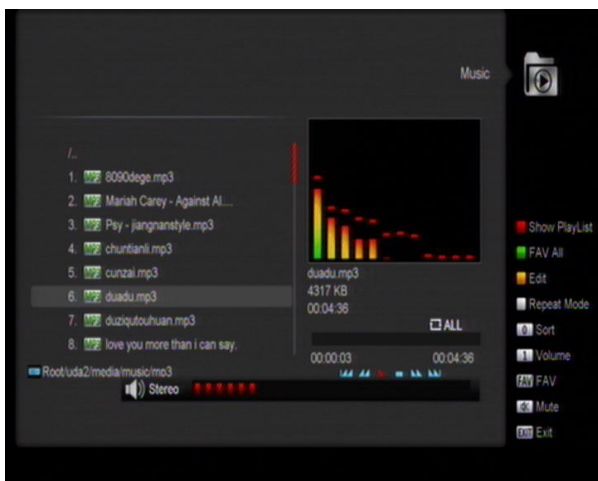 Music
/..
1. MP3 8090dege.mp3
2. MP3 Mariah Carey - Against Al....
3. MP3 Psy - jiangnanstyle.mp3
4. MP3 chuntianli.mp3
5. MP3 cunzai.mp3
6. MP3 duadu.mp3
7. MP3 duziqutouhuan.mp3
8. MP3 love you more than i can say.
duadu.mp3
4317 KB
00:04:36
ALL
00:00:03 00:04:36
Root/uda2/media/music/mp3
Stereo
Show PlayList
FAV All
Edit
Repeat Mode
0 Sort
1 Volume
FAV FAV
Mute
EXIT Exit